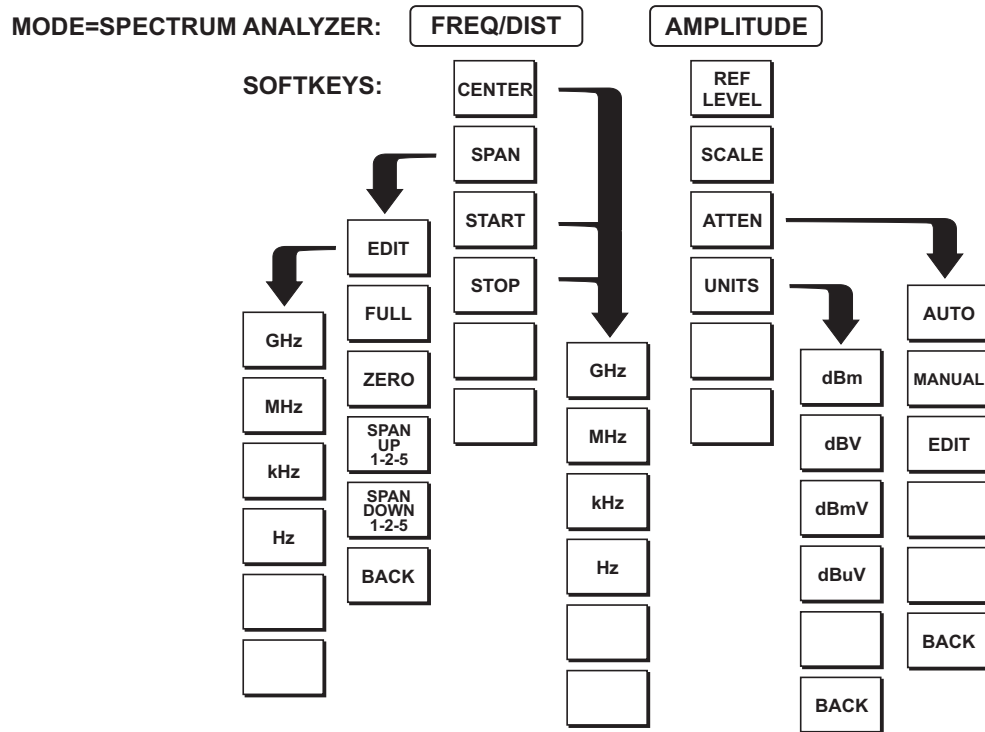 MODE=SPECTRUM ANALYZER:
FREQ/DIST
AMPLITUDE
SOFTKEYS:
CENTER
SPAN
START
STOP
EDIT
FULL
ZERO
SPAN
UP
1-2-5
SPAN
DOWN
1-2-5
BACK
GHz
MHz
kHz
Hz
GHz
MHz
kHz
Hz
REF
LEVEL
SCALE
ATTEN
UNITS
dBm
dBV
dBmV
dBuV
BACK
AUTO
MANUAL
EDIT
BACK